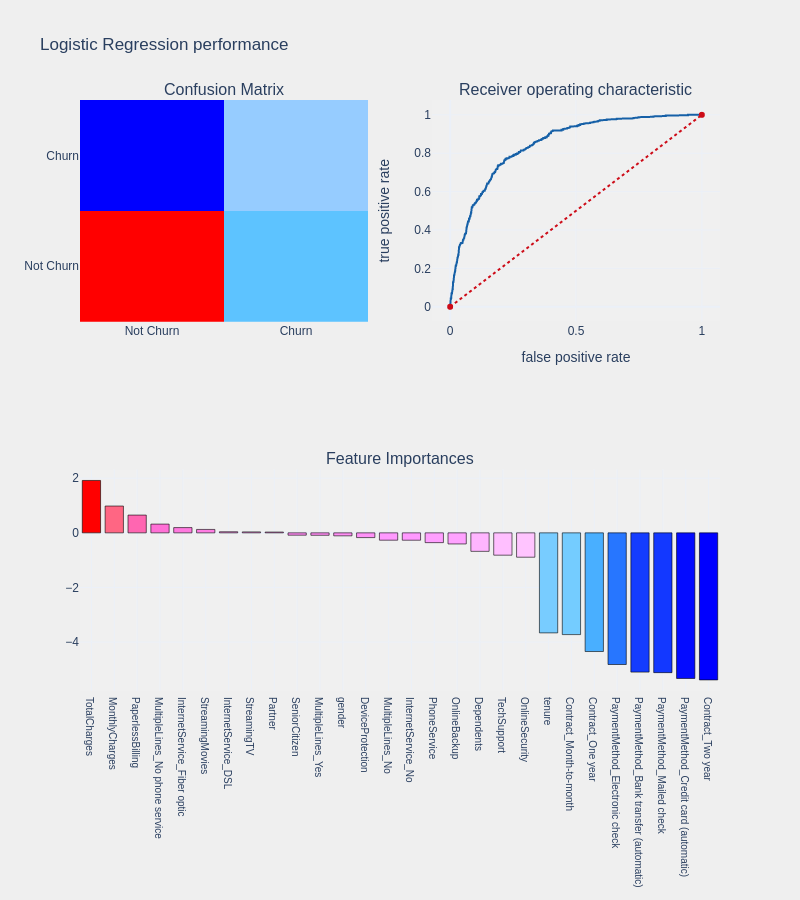 Logistic Regression performance
Confusion Matrix
Churn
Not Churn
Not Churn
Churn
Receiver operating characteristic
true positive rate
1
0.8
0.6
0.4
0.2
0
0
0.5
1
false positive rate
Feature Importances
2
0
−2
−4
TotalCharges
MonthlyCharges
PaperlessBilling
MultipleLines_No phone service
InternetService_Fiber optic
StreamingMovies
InternetService_DSL
StreamingTV
Partner
SeniorCitizen
MultipleLines_Yes
gender
DeviceProtection
MultipleLines_No
InternetService_No
PhoneService
OnlineBackup
Dependents
TechSupport
OnlineSecurity
tenure
Contract_Month-to-month
Contract_One year
PaymentMethod_Electronic check
PaymentMethod_Bank transfer (automatic)
PaymentMethod_Mailed check
PaymentMethod_Credit card (automatic)
Contract_Two year